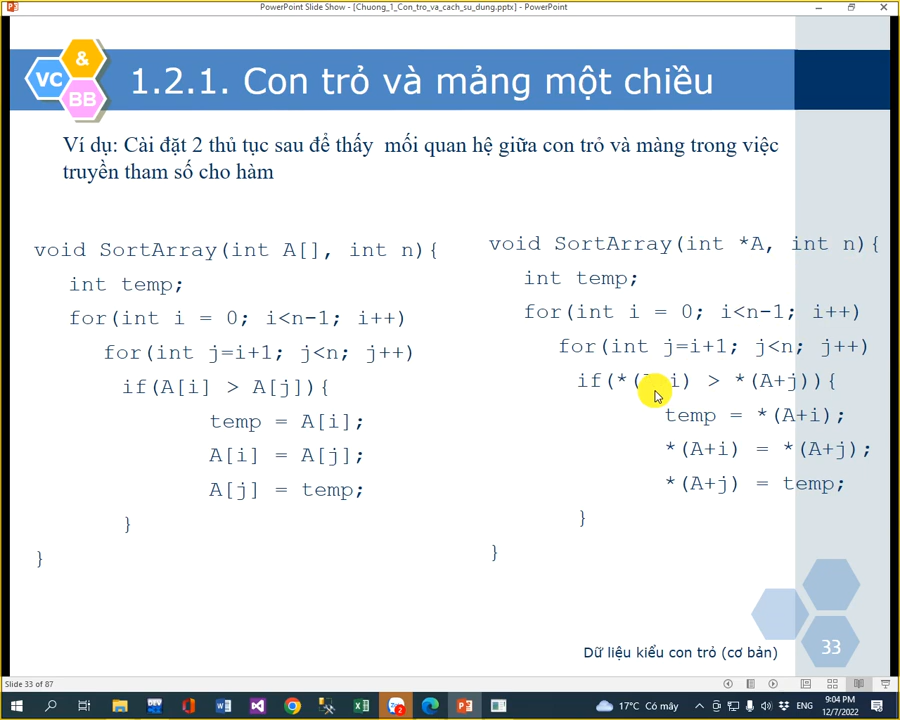 PowerPoint Slide Show - [Chuong_1_Con_tro_va_cach_su_dung.pptx] - PowerPoint
VC & BB
1.2.1. Con trỏ và mảng một chiều
Ví dụ: Cài đặt 2 thủ tục sau để thấy mối quan hệ giữa con trỏ và màng trong việc
truyền tham số cho hàm
void SortArray(int A[], int n){
int temp;
for(int i = 0; i<n-1; i++)
for(int j=i+1; j<n; j++)
if(A[i] > A[j]){
temp = A[i];
A[i] = A[j];
A[j] = temp;
}
}
void SortArray(int *A, int n){
int temp;
for(int i = 0; i<n-1; i++)
for(int j=i+1; j<n; j++)
if(*(A+i) > *(A+j)){
temp = *(A+i);
*(A+i) = *(A+j);
*(A+j) = temp;
}
}
Dữ liệu kiểu con trỏ (cơ bản)
33
Slide 33 of 87
17°C Có mây
ENG
9:04 PM
12/7/2022